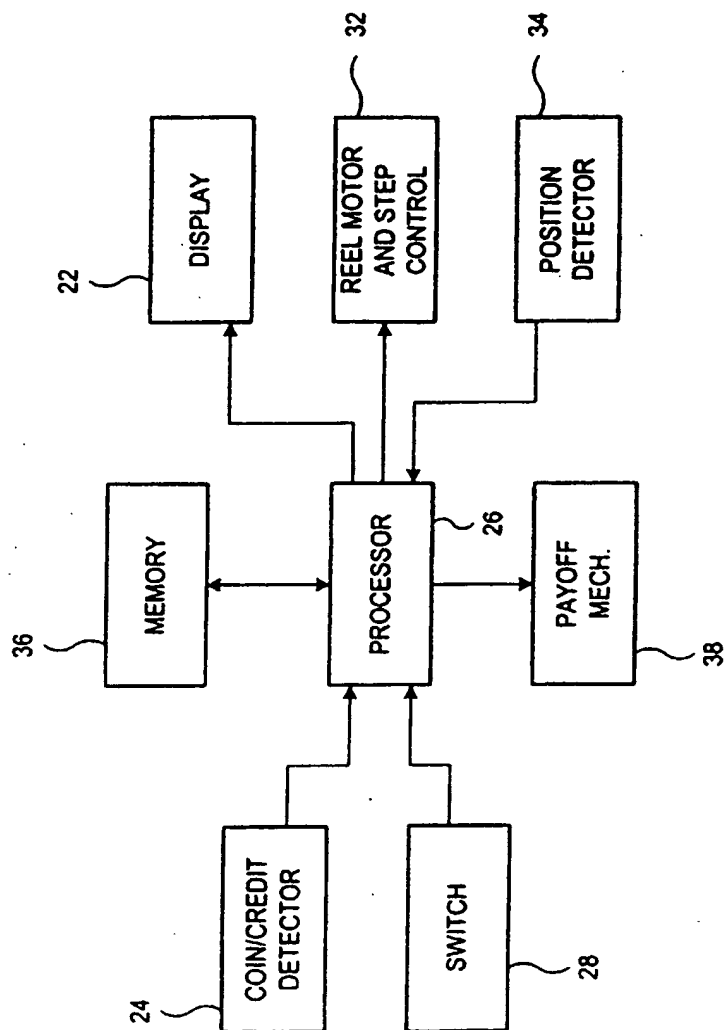 22
DISPLAY
32
REEL MOTOR
AND STEP
CONTROL
34
POSITION
DETECTOR
36
MEMORY
PROCESSOR
26
PAYOFF
MECH.
38
24
COIN/CREDIT
DETECTOR
SWITCH
28